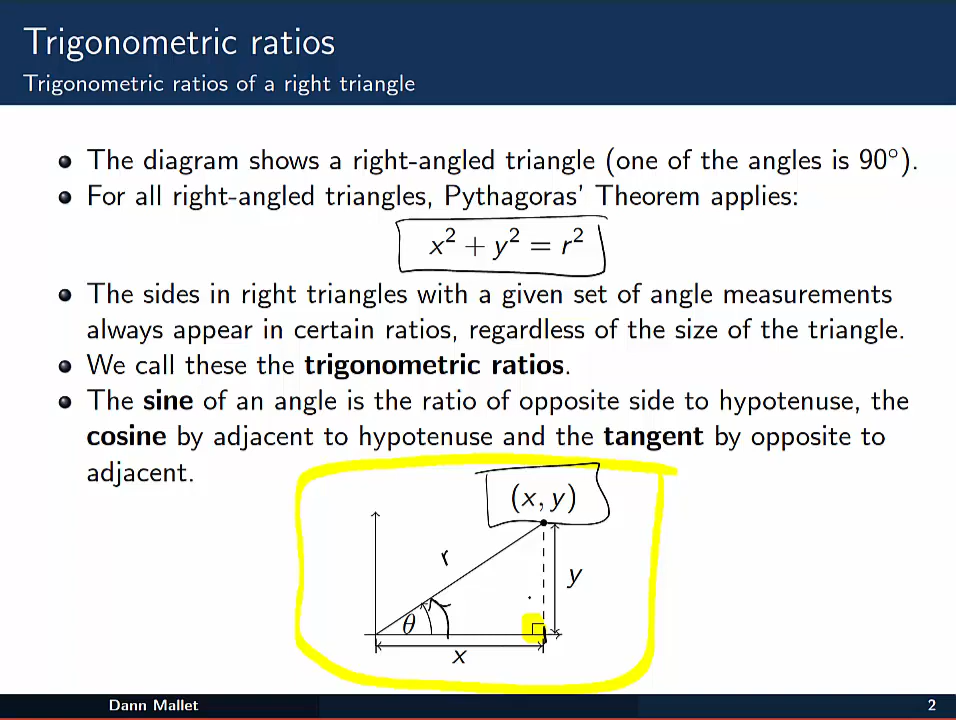 Trigonometric ratios
Trigonometric ratios of a right triangle
The diagram shows a right-angled triangle (one of the angles is 90°).
For all right-angled triangles, Pythagoras' Theorem applies:
x² + y² = r²
The sides in right triangles with a given set of angle measurements
always appear in certain ratios, regardless of the size of the triangle.
We call these the trigonometric ratios.
The sine of an angle is the ratio of opposite side to hypotenuse, the
cosine by adjacent to hypotenuse and the tangent by opposite to
adjacent.
(x, y)
r
y
θ
x
Dann Mallet
2